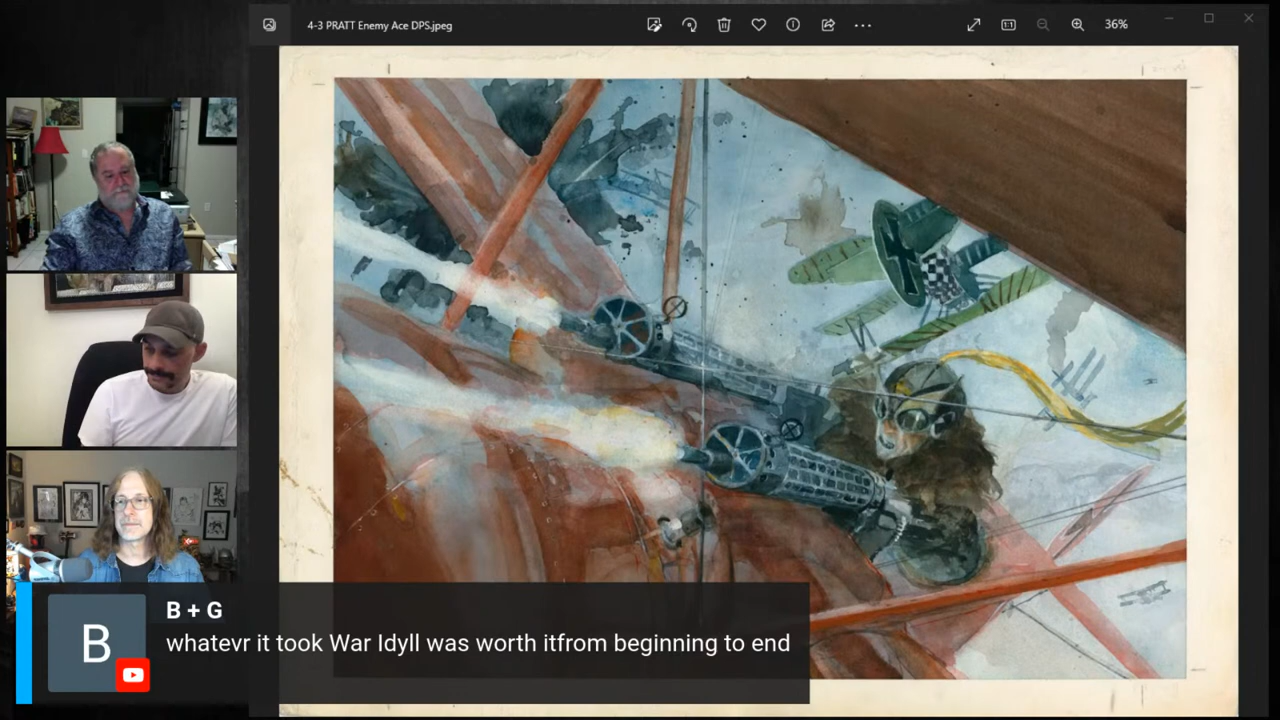 4-3 PRATT Enemy Ace DPS.jpeg
36%
B
B + G
whatevr it took War Idyll was worth itfrom beginning to end